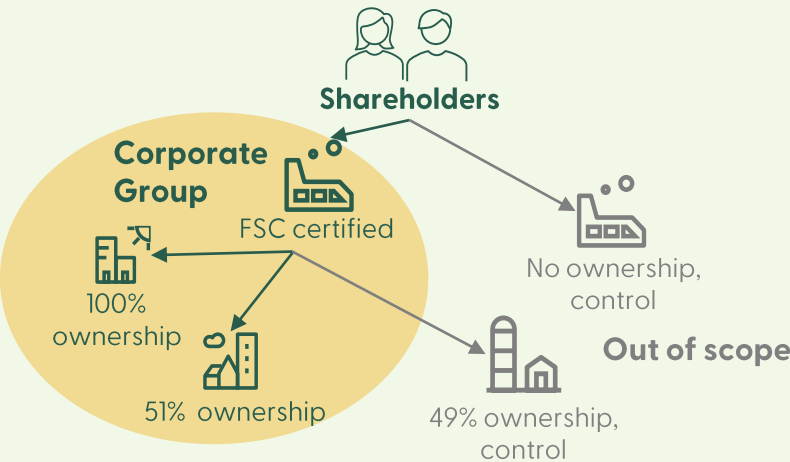 Shareholders
Corporate
Group
FSC certified
100%
ownership
51% ownership
No ownership,
control
Out of scope
49% ownership,
control